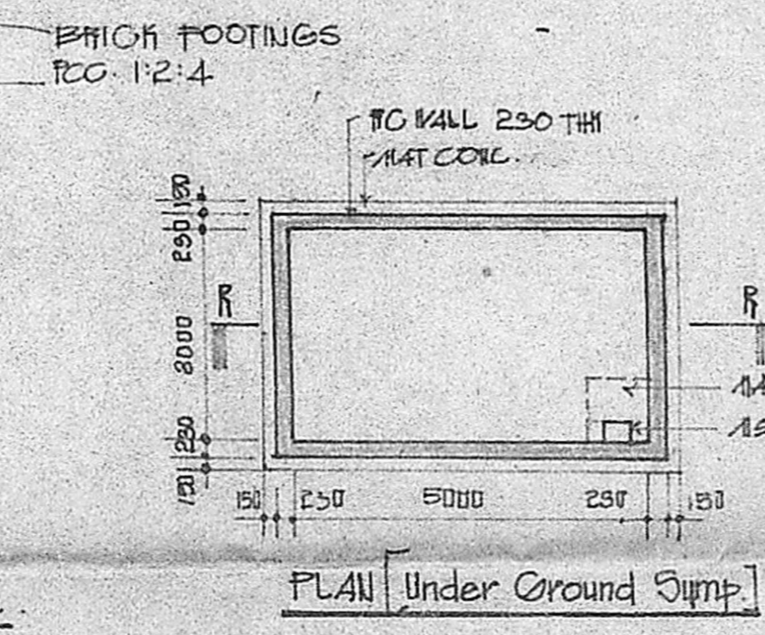 BRICK FOOTINGS
PCC. 1:2:4
RC WALL 230 THK
MAT CONC.
150
230
R
R
3000
230
150
150 230 5000 230 150
PLAN [Under Ground Sump.]